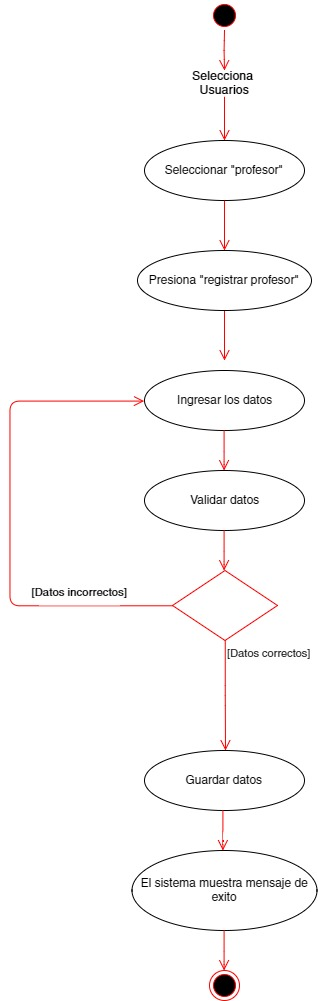 Selecciona
Usuarios
Seleccionar "profesor"
Presiona "registrar profesor"
Ingresar los datos
Validar datos
[Datos incorrectos]
[Datos correctos]
Guardar datos
El sistema muestra mensaje de
exito